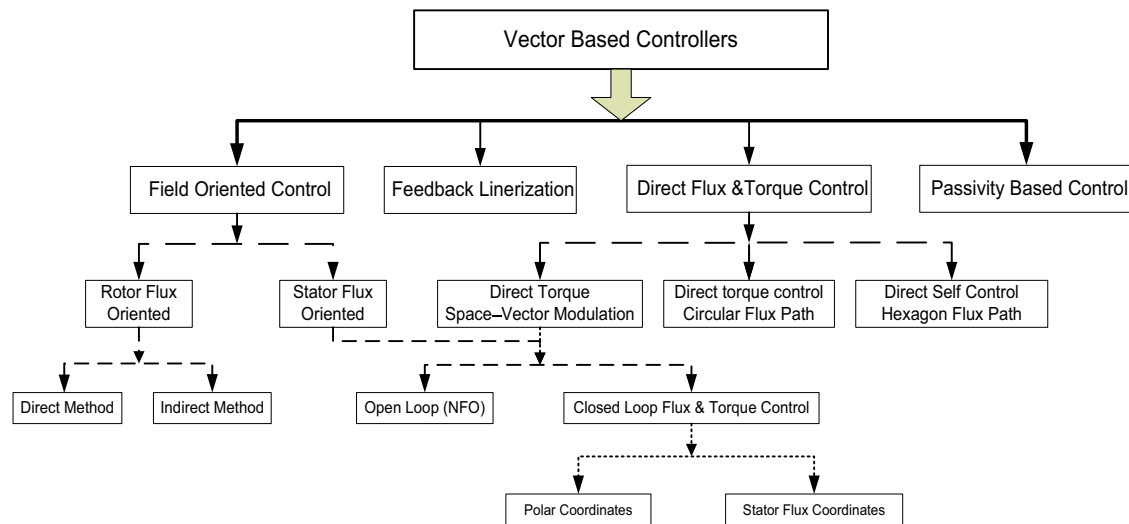 Vector Based Controllers
Field Oriented Control
Feedback Linerization
Direct Flux &Torque Control
Passivity Based Control
Rotor Flux
Oriented
Stator Flux
Oriented
Direct Torque
Space–Vector Modulation
Direct torque control
Circular Flux Path
Direct Self Control
Hexagon Flux Path
Direct Method
Indirect Method
Open Loop (NFO)
Closed Loop Flux & Torque Control
Polar Coordinates
Stator Flux Coordinates